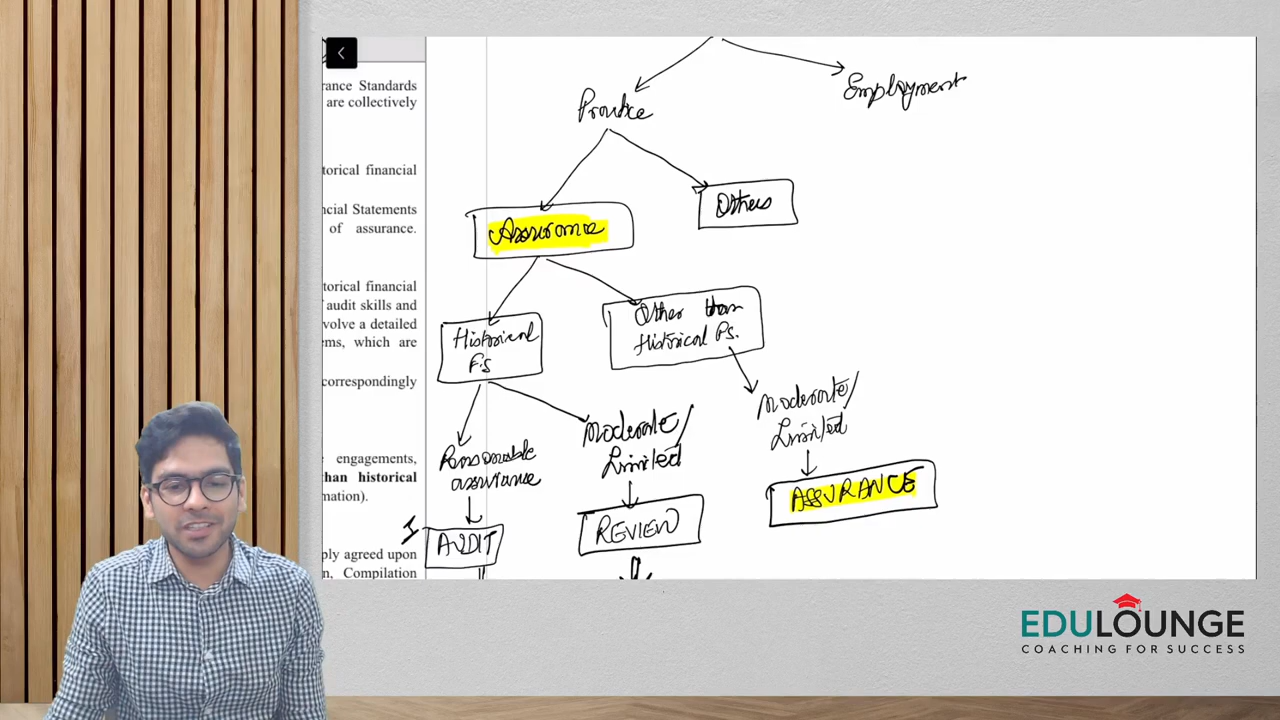 rance Standards
are collectively
torical financial
ncial Statements
of assurance.
torical financial
audit skills and
volve a detailed
ms, which are
correspondingly
engagements,
than historical
mation).
ply agreed upon
n, Compilation
Practice
Employment
Assurance
Others
Historical
F.S
Other than
Historical Fs.
Reasonable
assurance
Moderate/
Limited
Moderate/
Limited
AUDIT
REVIEW
ASSURANCE
EDULOUNGE
COACHING FOR SUCCESS